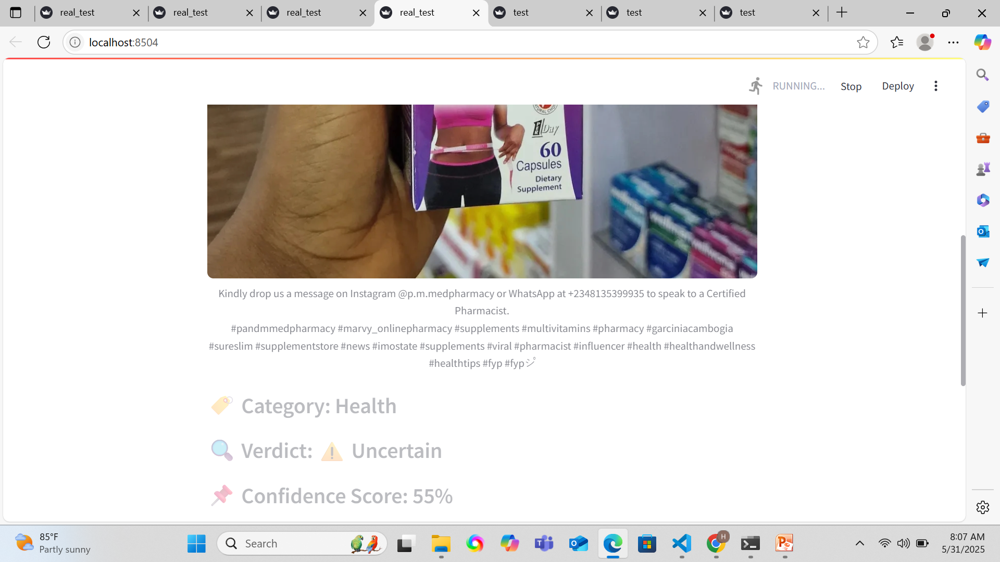 real_test
real_test
real_test
real_test
test
test
test
localhost:8504
RUNNING...
Stop
Deploy
1 Day
60
Capsules
Dietary
Supplement
Kindly drop us a message on Instagram @p.m.medpharmacy or WhatsApp at +2348135399935 to speak to a Certified
Pharmacist.
#pandmmedpharmacy #marvy_onlinepharmacy #supplements #multivitamins #pharmacy #garciniacambogia
#sureslim #supplementstore #news #imostate #supplements #viral #pharmacist #influencer #health #healthandwellness
#healthtips #fyp #fypシ゚
Category: Health
Verdict: ⚠️ Uncertain
Confidence Score: 55%
85°F
Partly sunny
Search
H
8:07 AM
5/31/2025